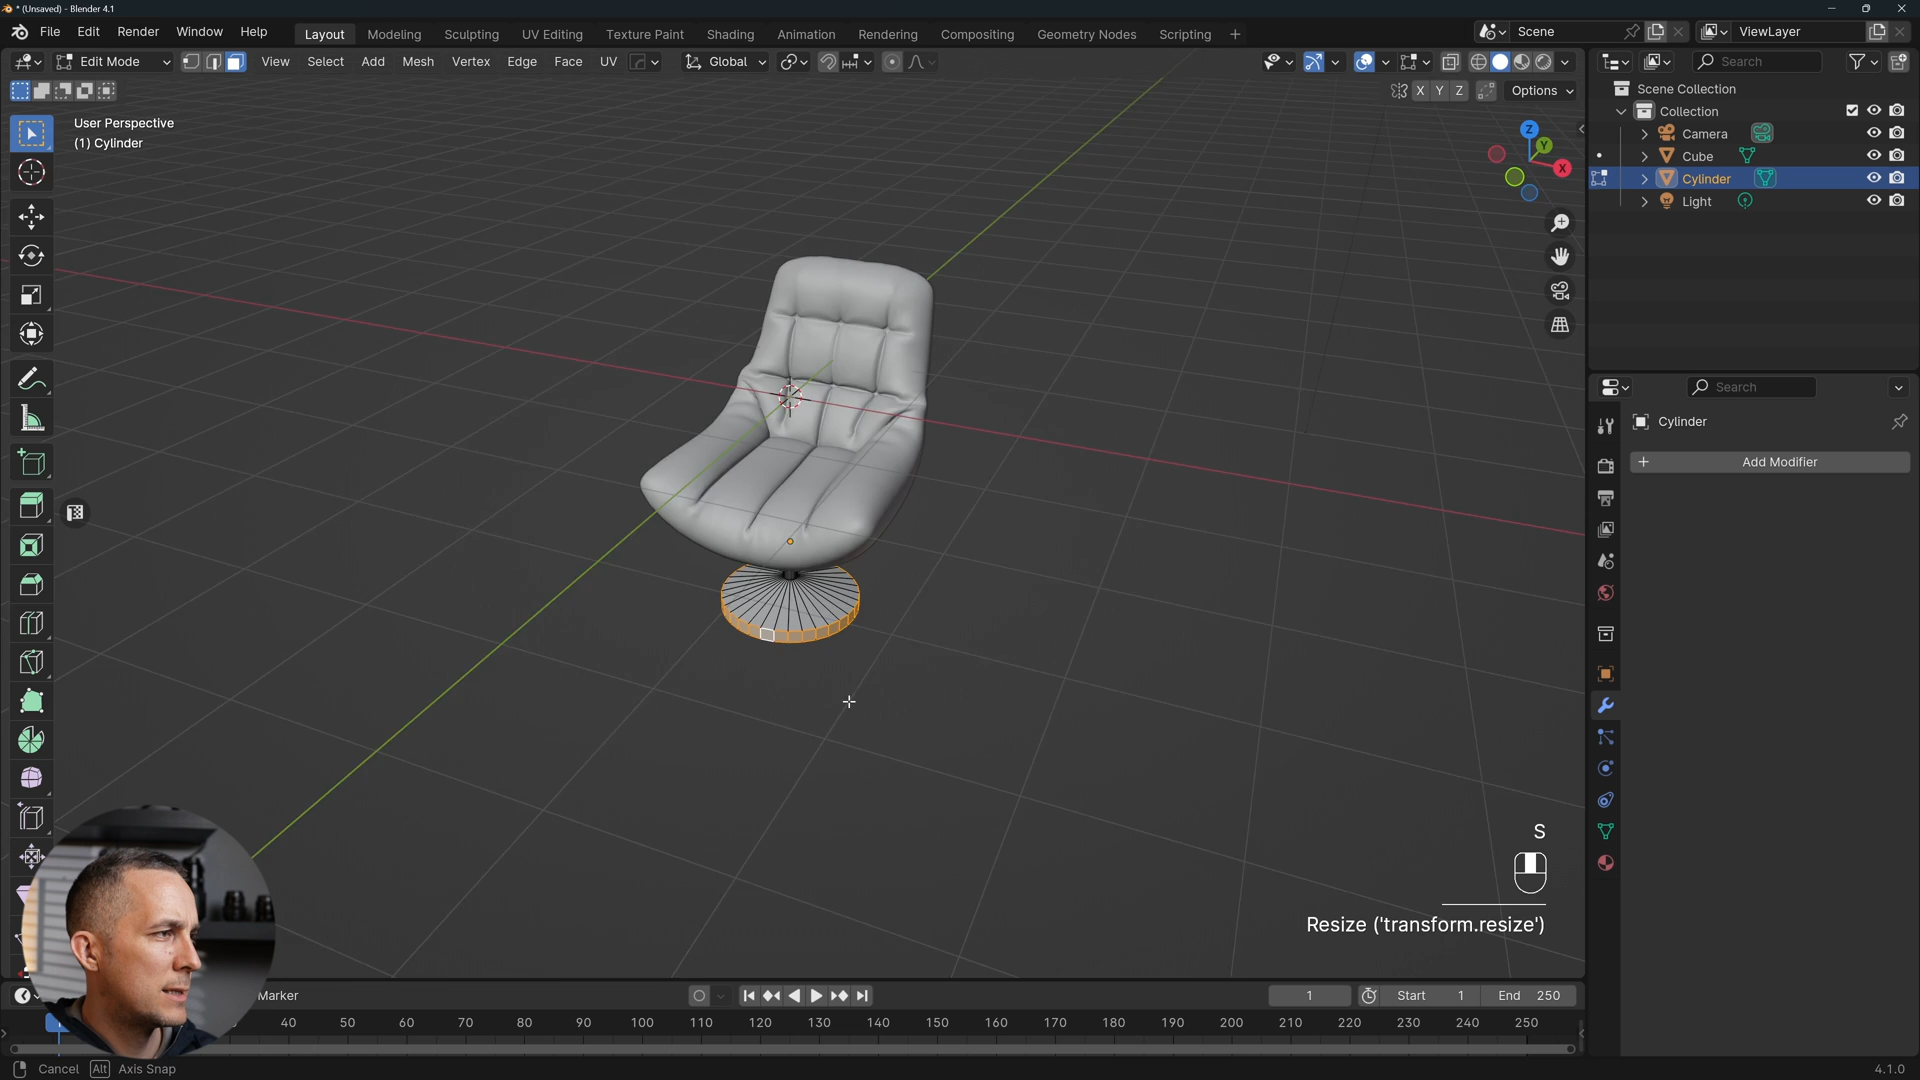 * (Unsaved) - Blender 4.1
File Edit Render Window Help
Layout Modeling Sculpting UV Editing Texture Paint Shading Animation Rendering Compositing Geometry Nodes Scripting +
Scene
ViewLayer
Edit Mode View Select Add Mesh Vertex Edge Face UV Global
X Y Z Options
User Perspective
(1) Cylinder
Z
Y
X
Search
Scene Collection
Collection
Camera
Cube
Cylinder
Light
Search
Cylinder
+ Add Modifier
S
Resize ('transform.resize')
Marker
1
Start 1
End 250
40 50 60 70 80 90 100 110 120 130 140 150 160 170 180 190 200 210 220 230 240 250
Cancel Alt Axis Snap
4.1.0